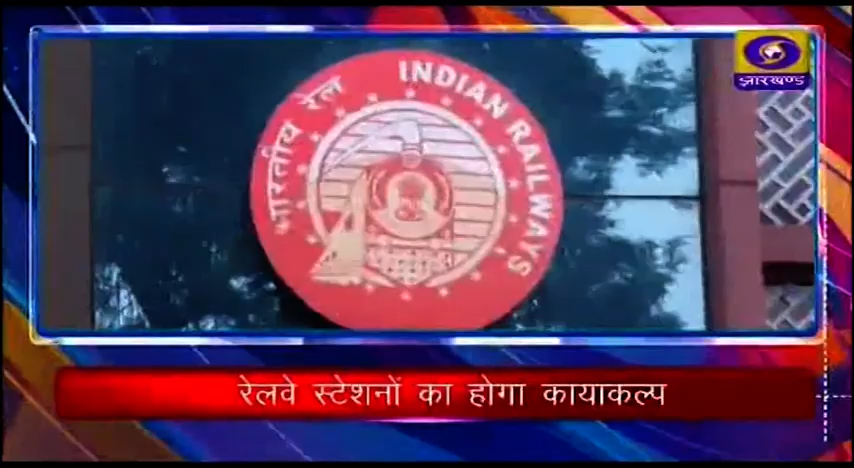 झारखण्ड
भारतीय रेल INDIAN RAILWAYS
रेलवे स्टेशनों का होगा कायाकल्प